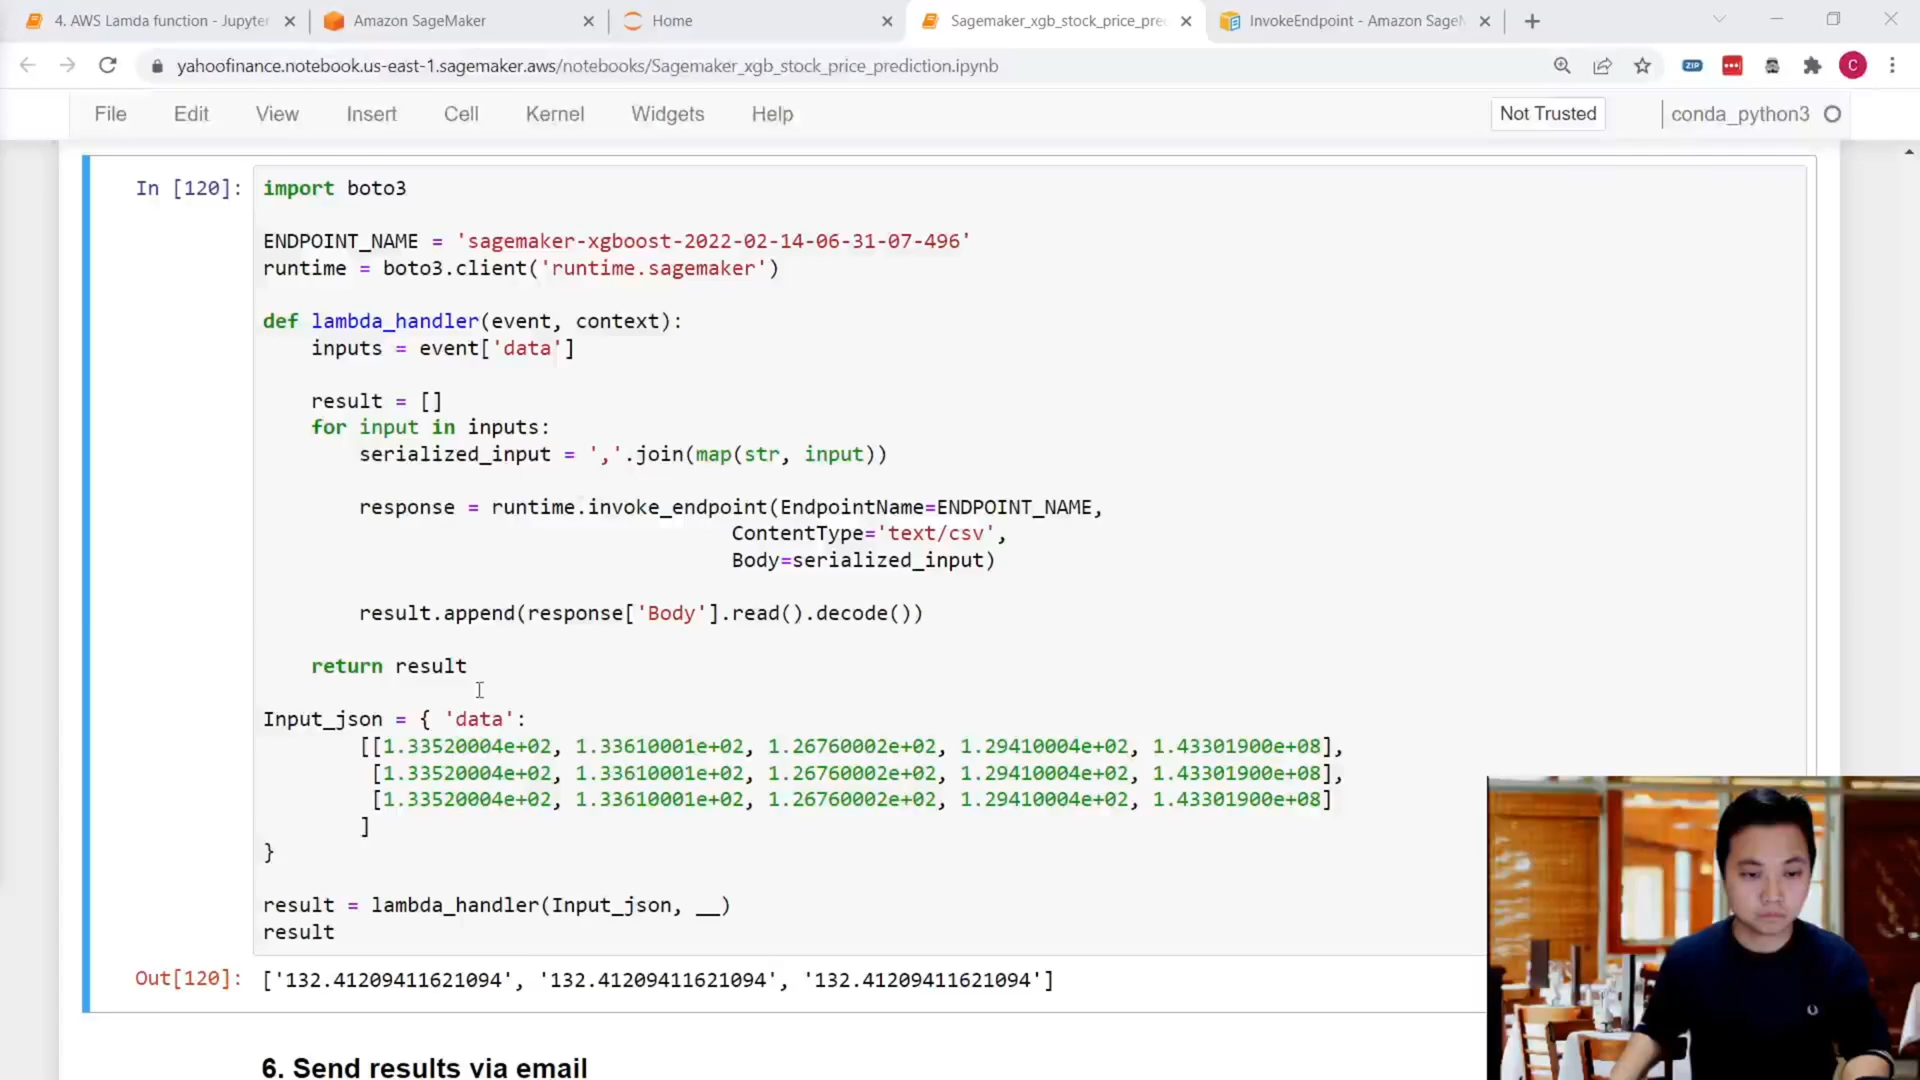 4. AWS Lamda function - Jupyter
Amazon SageMaker
Home
Sagemaker_xgb_stock_price_pre
InvokeEndpoint - Amazon SageM
yahoofinance.notebook.us-east-1.sagemaker.aws/notebooks/Sagemaker_xgb_stock_price_prediction.ipynb
ZIP
C
File Edit View Insert Cell Kernel Widgets Help
Not Trusted
conda_python3
In [120]:
import boto3
ENDPOINT_NAME = 'sagemaker-xgboost-2022-02-14-06-31-07-496'
runtime = boto3.client('runtime.sagemaker')
def lambda_handler(event, context):
inputs = event['data']
result = []
for input in inputs:
serialized_input = ','.join(map(str, input))
response = runtime.invoke_endpoint(EndpointName=ENDPOINT_NAME,
ContentType='text/csv',
Body=serialized_input)
result.append(response['Body'].read().decode())
return result
Input_json = { 'data':
[[1.33520004e+02, 1.33610001e+02, 1.26760002e+02, 1.29410004e+02, 1.43301900e+08],
[1.33520004e+02, 1.33610001e+02, 1.26760002e+02, 1.29410004e+02, 1.43301900e+08],
[1.33520004e+02, 1.33610001e+02, 1.26760002e+02, 1.29410004e+02, 1.43301900e+08]
]
}
result = lambda_handler(Input_json, __)
result
Out[120]: ['132.41209411621094', '132.41209411621094', '132.41209411621094']
6. Send results via email